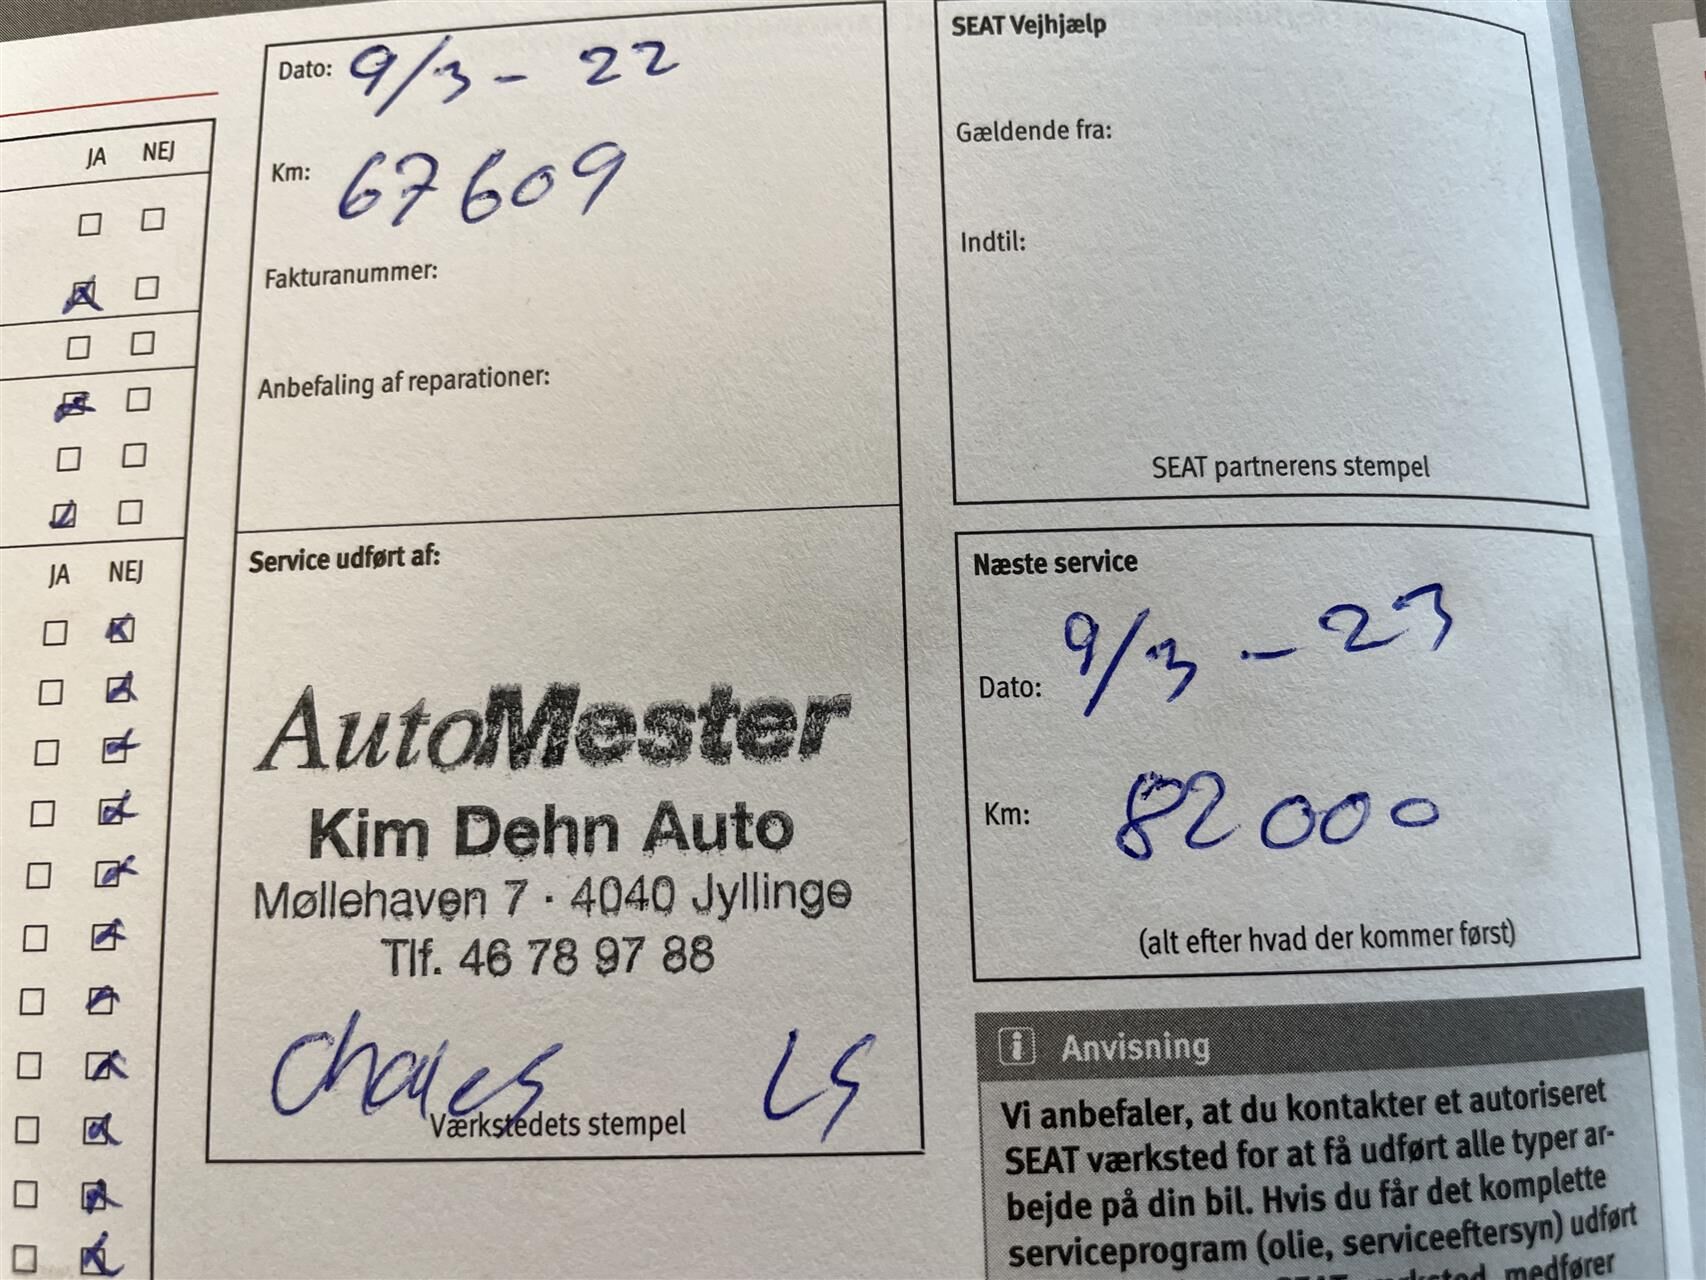 JA NEJ
JA NEJ
Dato: 9/3 - 22
Km: 67609
Fakturanummer:
Anbefaling af reparationer:
Service udført af:
AutoMester
Kim Dehn Auto
Møllehaven 7 · 4040 Jyllinge
Tlf. 46 78 97 88
Værkstedets stempel
SEAT Vejhjælp
Gældende fra:
Indtil:
SEAT partnerens stempel
Næste service
Dato: 9/3 - 23
Km: 82000
(alt efter hvad der kommer først)
i Anvisning
Vi anbefaler, at du kontakter et autoriseret
SEAT værksted for at få udført alle typer ar-
bejde på din bil. Hvis du får det komplette
serviceprogram (olie, serviceeftersyn) udført
medfører